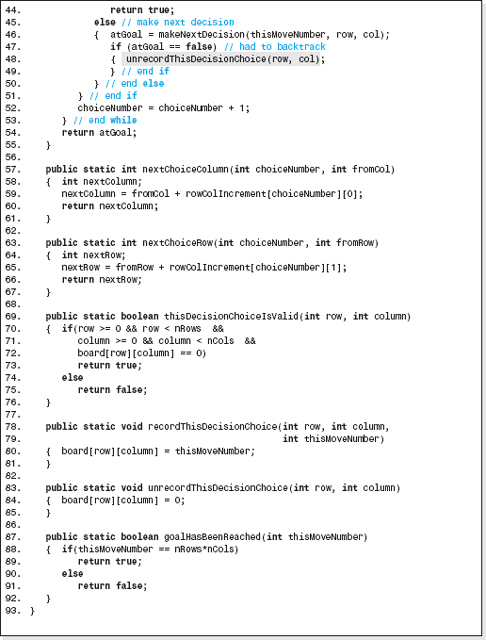 44. return true;
45. else // make next decision
46. { atGoal = makeNextDecision(thisMoveNumber, row, col);
47. if (atGoal == false) // had to backtrack
48. { unrecordThisDecisionChoice(row, col);
49. } // end if
50. } // end else
51. } // end if
52. choiceNumber = choiceNumber + 1;
53. } // end while
54. return atGoal;
55. }
56.
57. public static int nextChoiceColumn(int choiceNumber, int fromCol)
58. { int nextColumn;
59. nextColumn = fromCol + rowColIncrement[choiceNumber][0];
60. return nextColumn;
61. }
62.
63. public static int nextChoiceRow(int choiceNumber, int fromRow)
64. { int nextRow;
65. nextRow = fromRow + rowColIncrement[choiceNumber][1];
66. return nextRow;
67. }
68.
69. public static boolean thisDecisionChoiceIsValid(int row, int column)
70. { if(row >= 0 && row < nRows &&
71. column >= 0 && column < nCols &&
72. board[row][column] == 0)
73. return true;
74. else
75. return false;
76. }
77.
78. public static void recordThisDecisionChoice(int row, int column,
79. int thisMoveNumber)
80. { board[row][column] = thisMoveNumber;
81. }
82.
83. public static void unrecordThisDecisionChoice(int row, int column)
84. { board[row][column] = 0;
85. }
86.
87. public static boolean goalHasBeenReached(int thisMoveNumber)
88. { if(thisMoveNumber == nRows*nCols)
89. return true;
90. else
91. return false;
92. }
93. }